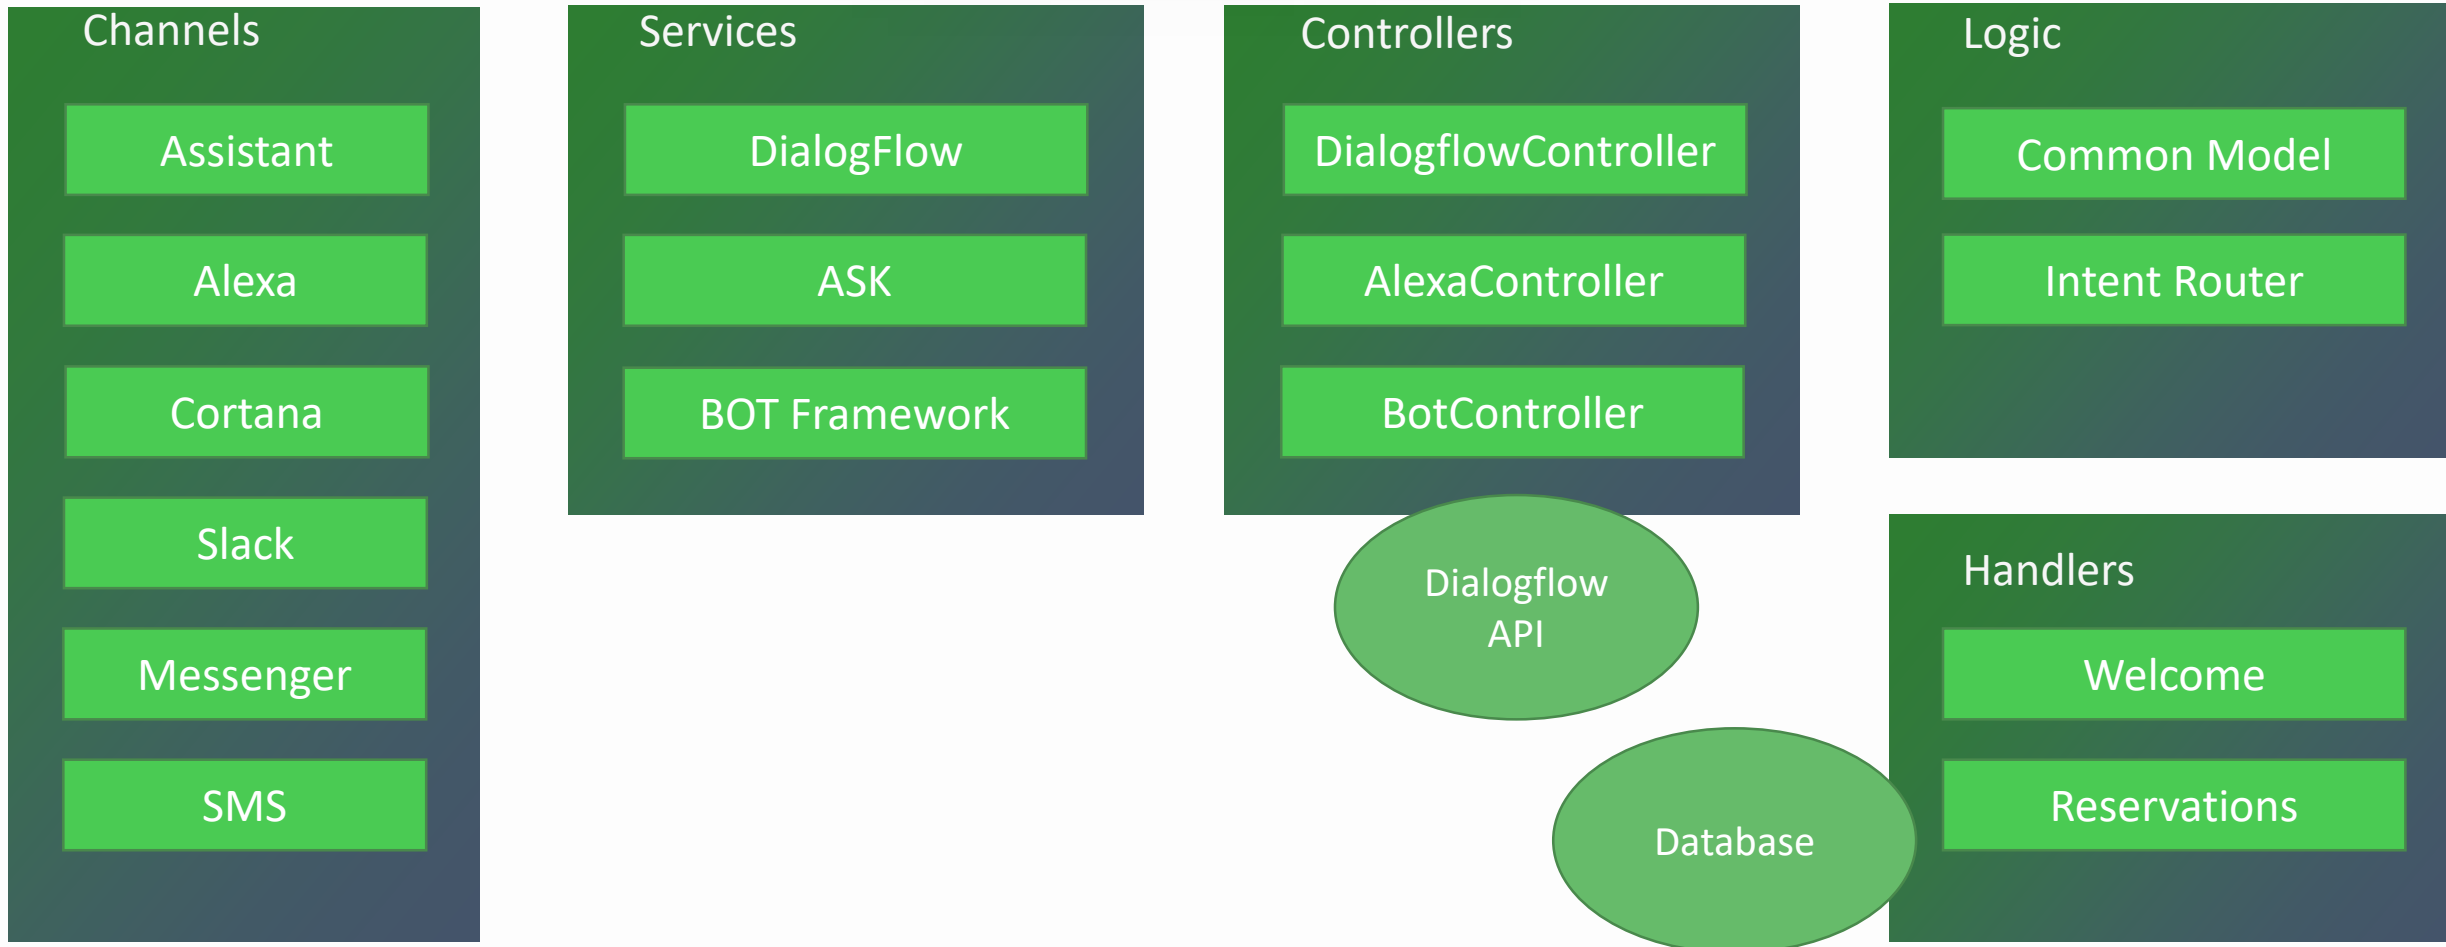 Channels
Assistant
Alexa
Cortana
Slack
Messenger
SMS
Services
DialogFlow
ASK
BOT Framework
Controllers
DialogflowController
AlexaController
BotController
Dialogflow
API
Database
Logic
Common Model
Intent Router
Handlers
Welcome
Reservations